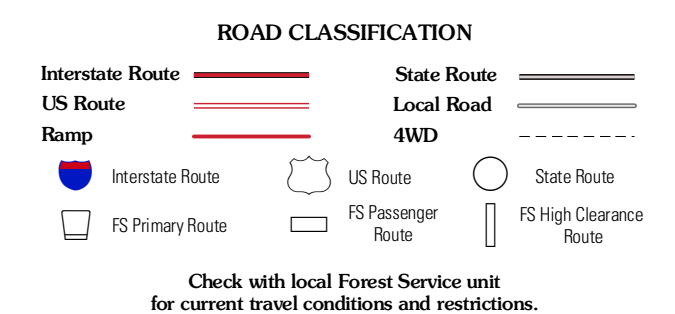 ROAD CLASSIFICATION
Interstate Route
State Route
US Route
Local Road
Ramp
4WD
Interstate Route
US Route
State Route
FS Primary Route
FS Passenger
Route
FS High Clearance
Route
Check with local Forest Service unit
for current travel conditions and restrictions.